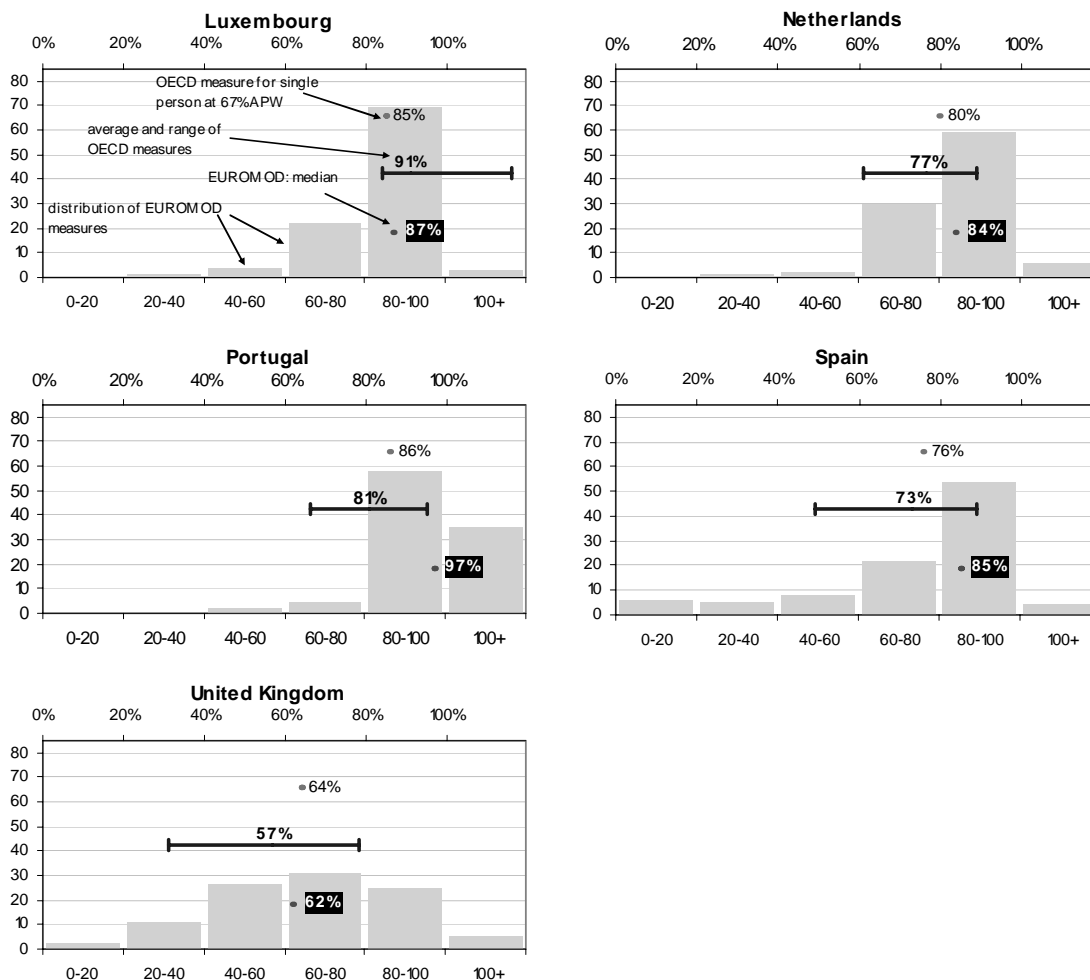 Luxembourg
0% 20% 40% 60% 80% 100%
80
70
60
50
40
30
20
10
0
OECD measure for single
person at 67%APW
85%
average and range of
OECD measures
91%
EUROMOD: median
distribution of EUROMOD
measures
87%
0-20 20-40 40-60 60-80 80-100 100+
Netherlands
0% 20% 40% 60% 80% 100%
80
70
60
50
40
30
20
10
0
80%
77%
84%
0-20 20-40 40-60 60-80 80-100 100+
Portugal
0% 20% 40% 60% 80% 100%
80
70
60
50
40
30
20
10
0
86%
81%
97%
0-20 20-40 40-60 60-80 80-100 100+
Spain
0% 20% 40% 60% 80% 100%
80
70
60
50
40
30
20
10
0
76%
73%
85%
0-20 20-40 40-60 60-80 80-100 100+
United Kingdom
0% 20% 40% 60% 80% 100%
80
70
60
50
40
30
20
10
0
64%
57%
62%
0-20 20-40 40-60 60-80 80-100 100+